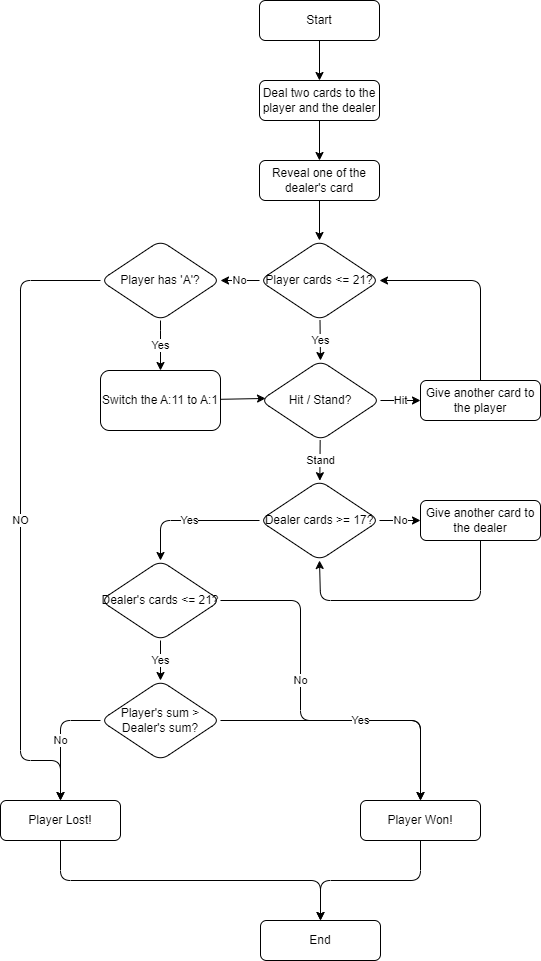 Start
Deal two cards to the
player and the dealer
Reveal one of the
dealer's card
Player has 'A'?
No
Player cards <= 21?
Yes
Yes
Switch the A:11 to A:1
Hit / Stand?
Hit
Give another card to
the player
Stand
NO
Yes
Dealer cards >= 17?
No
Give another card to
the dealer
Dealer's cards <= 21?
Yes
No
Player's sum >
Dealer's sum?
Yes
No
Player Lost!
Player Won!
End